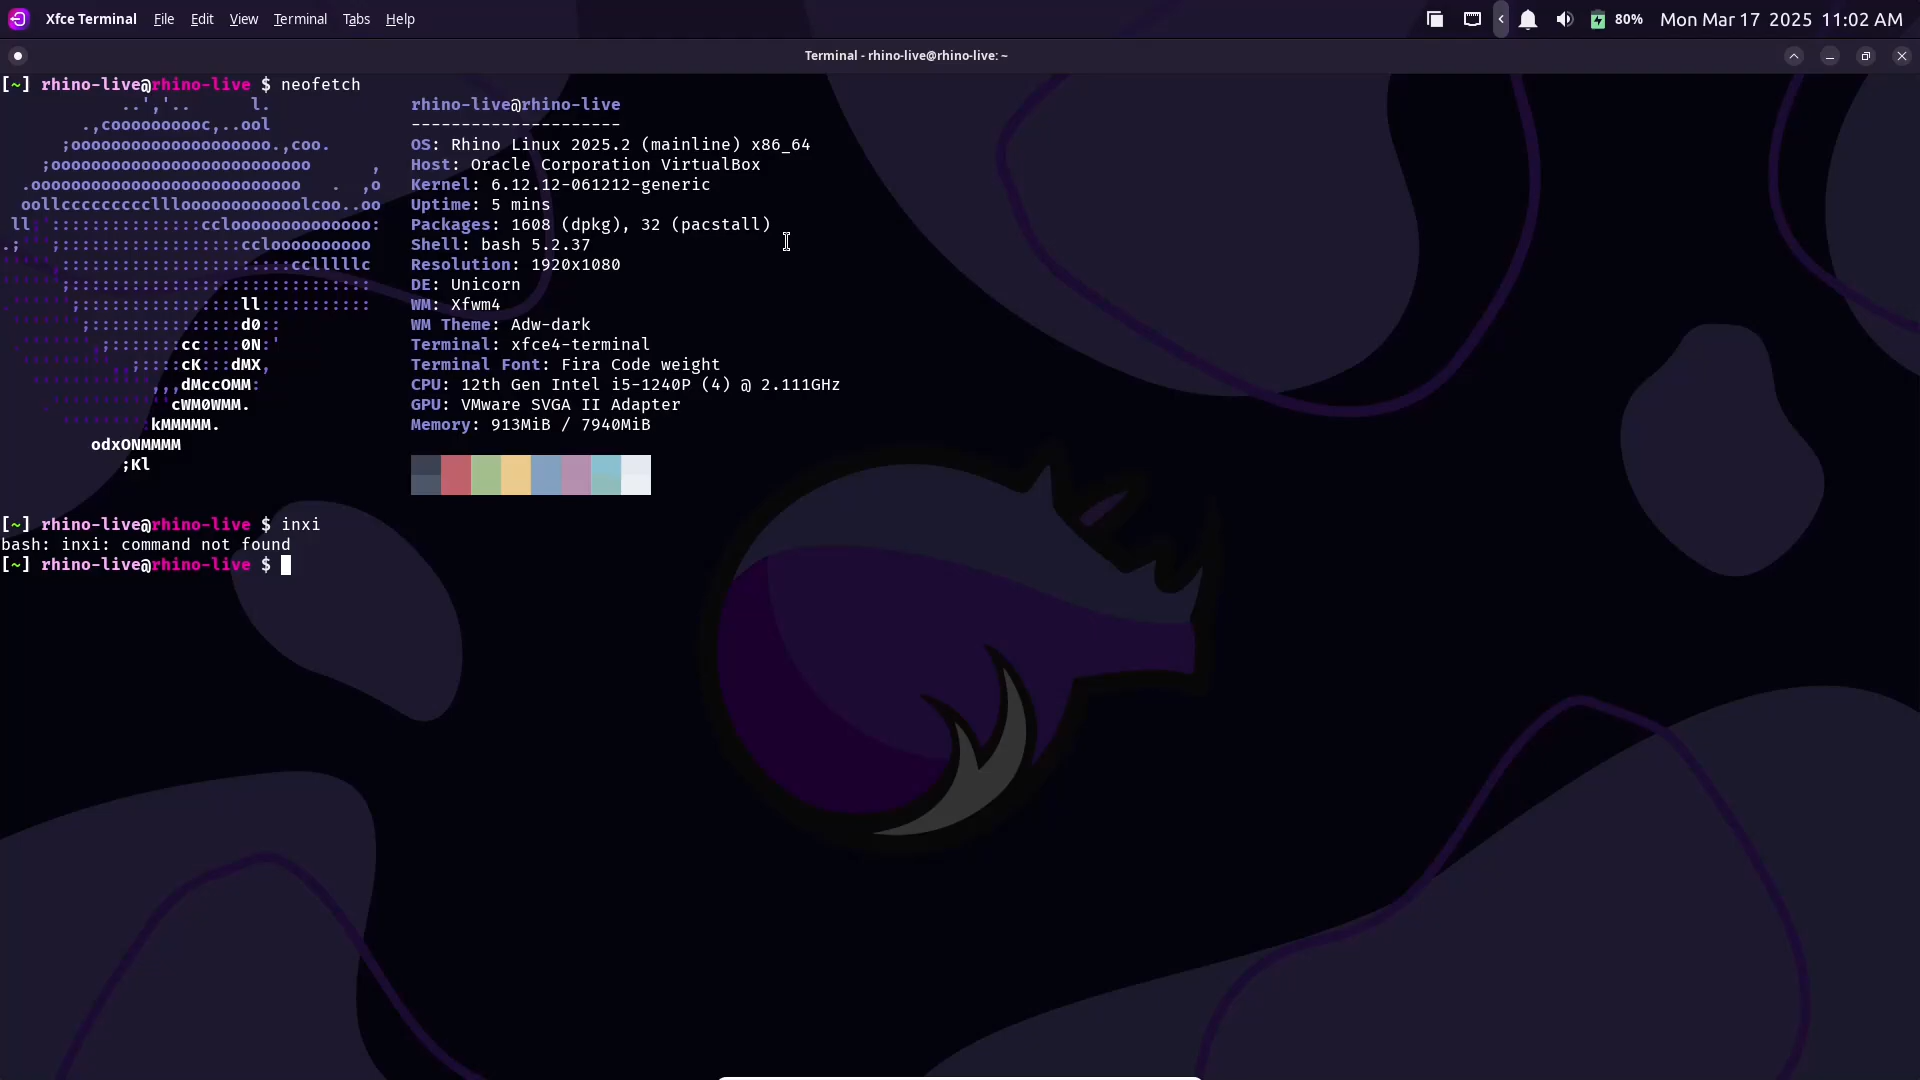 Xfce Terminal File Edit View Terminal Tabs Help 80% Mon Mar 17 2025 11:02 AM
Terminal - rhino-live@rhino-live: ~
[~] rhino-live@rhino-live $ neofetch
rhino-live@rhino-live
---------------------
OS: Rhino Linux 2025.2 (mainline) x86_64
Host: Oracle Corporation VirtualBox
Kernel: 6.12.12-061212-generic
Uptime: 5 mins
Packages: 1608 (dpkg), 32 (pacstall)
Shell: bash 5.2.37
Resolution: 1920x1080
DE: Unicorn
WM: Xfwm4
WM Theme: Adw-dark
Terminal: xfce4-terminal
Terminal Font: Fira Code weight
CPU: 12th Gen Intel i5-1240P (4) @ 2.111GHz
GPU: VMware SVGA II Adapter
Memory: 913MiB / 7940MiB
[~] rhino-live@rhino-live $ inxi
bash: inxi: command not found
[~] rhino-live@rhino-live $